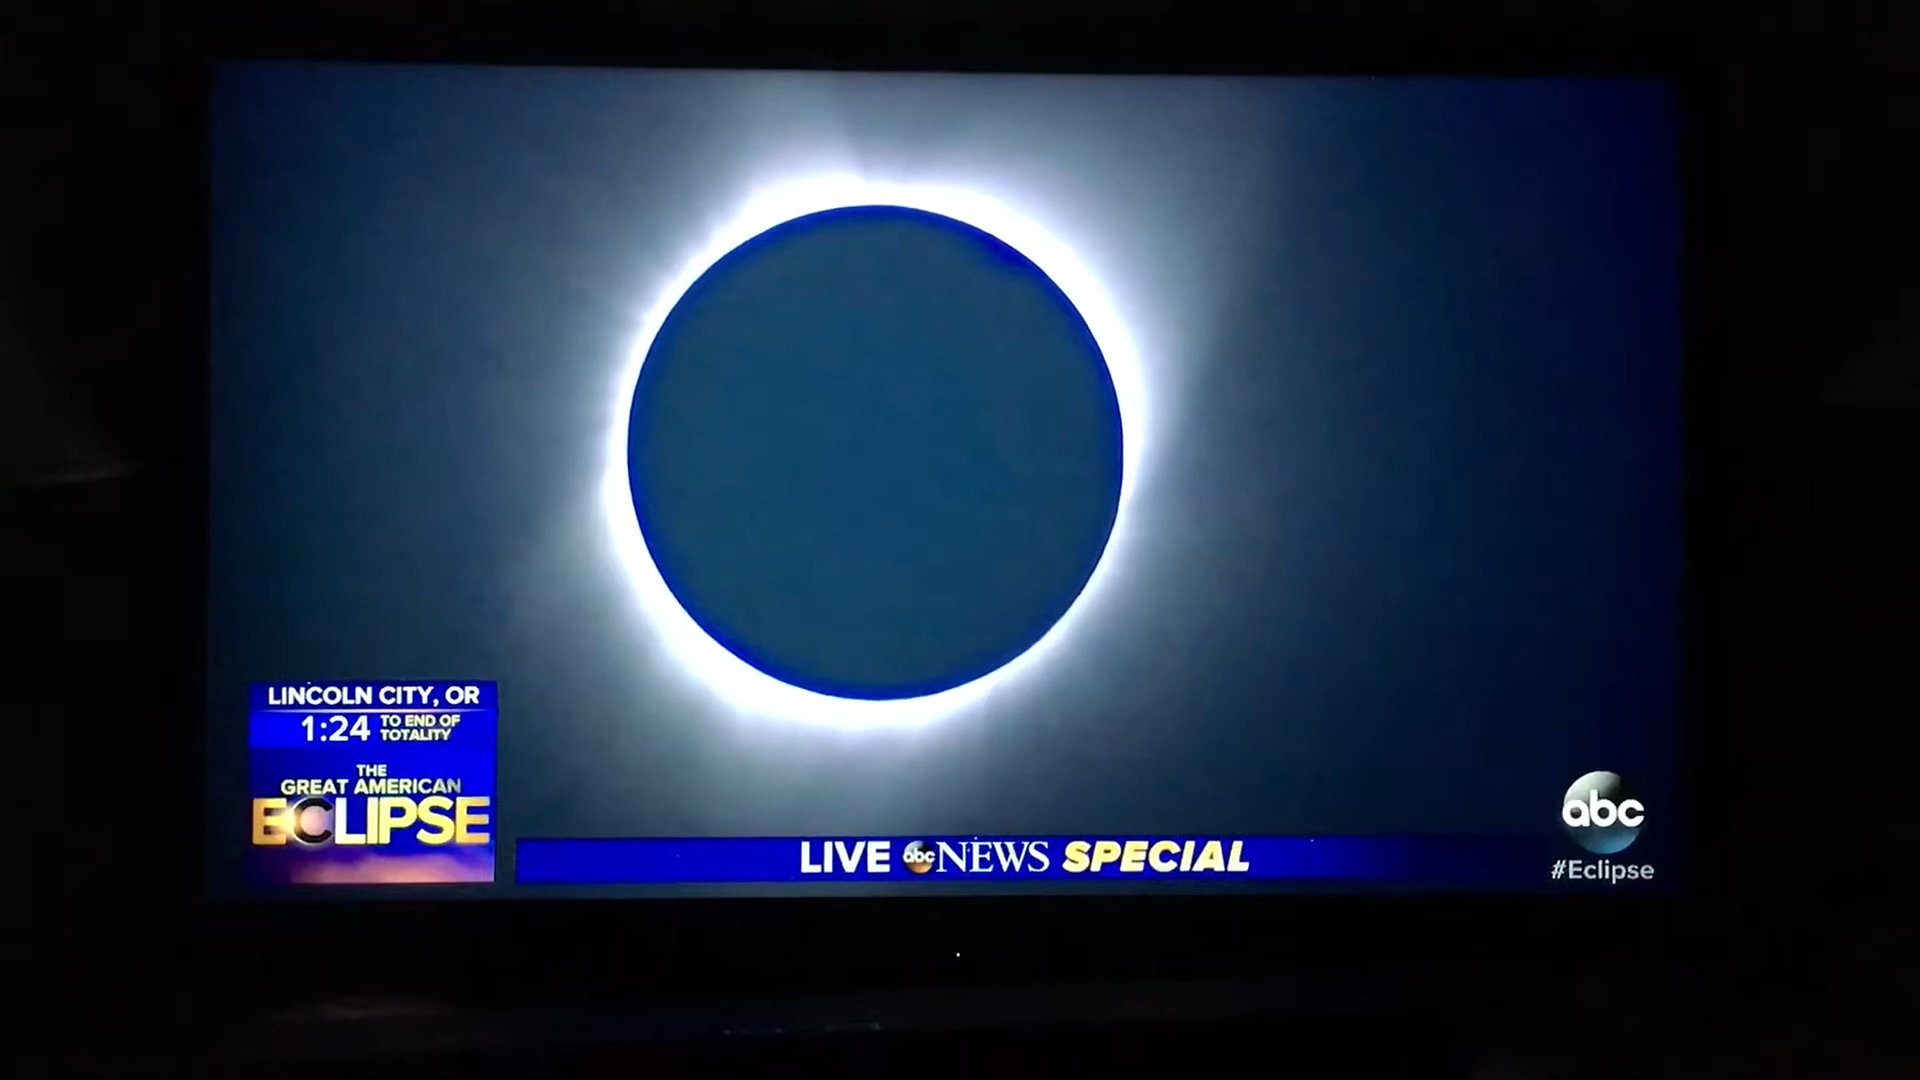 LINCOLN CITY, OR
1:24 TO END OF
TOTALITY
THE
GREAT AMERICAN
ECLIPSE
LIVE abc NEWS SPECIAL
abc
#Eclipse